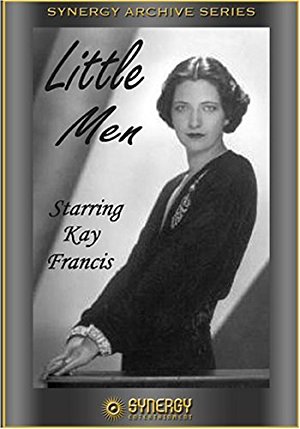 SYNERGY ARCHIVE SERIES
Little
Men
Starring
Kay
Francis
SYNERGY
ENTERTAINMENT